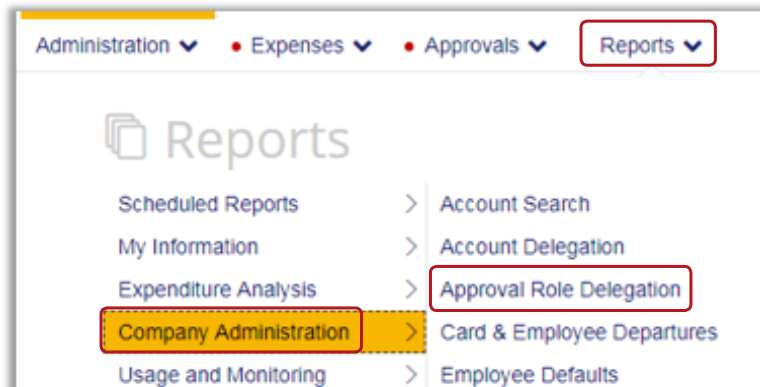 Administration Expenses Approvals Reports
Reports
Scheduled Reports Account Search
My Information Account Delegation
Expenditure Analysis Approval Role Delegation
Company Administration Card & Employee Departures
Usage and Monitoring Employee Defaults